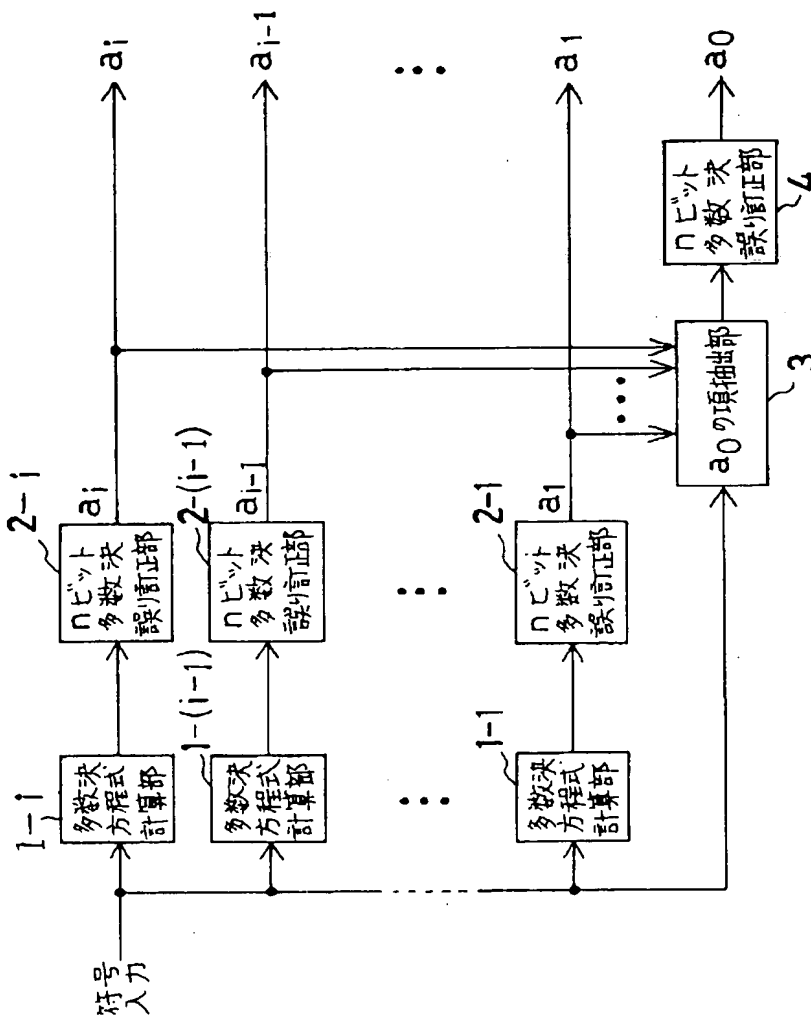 符号
入力
1-i
多数決
方程式
計算部
2-i
nビット
多数決
誤り訂正部
ai
ai
1-(i-1)
多数決
方程式
計算部
2-(i-1)
nビット
多数決
誤り訂正部
ai-1
ai-1
1-1
多数決
方程式
計算部
2-1
nビット
多数決
誤り訂正部
a1
a1
a0の項抽出部
3
nビット
多数決
誤り訂正部
4
a0